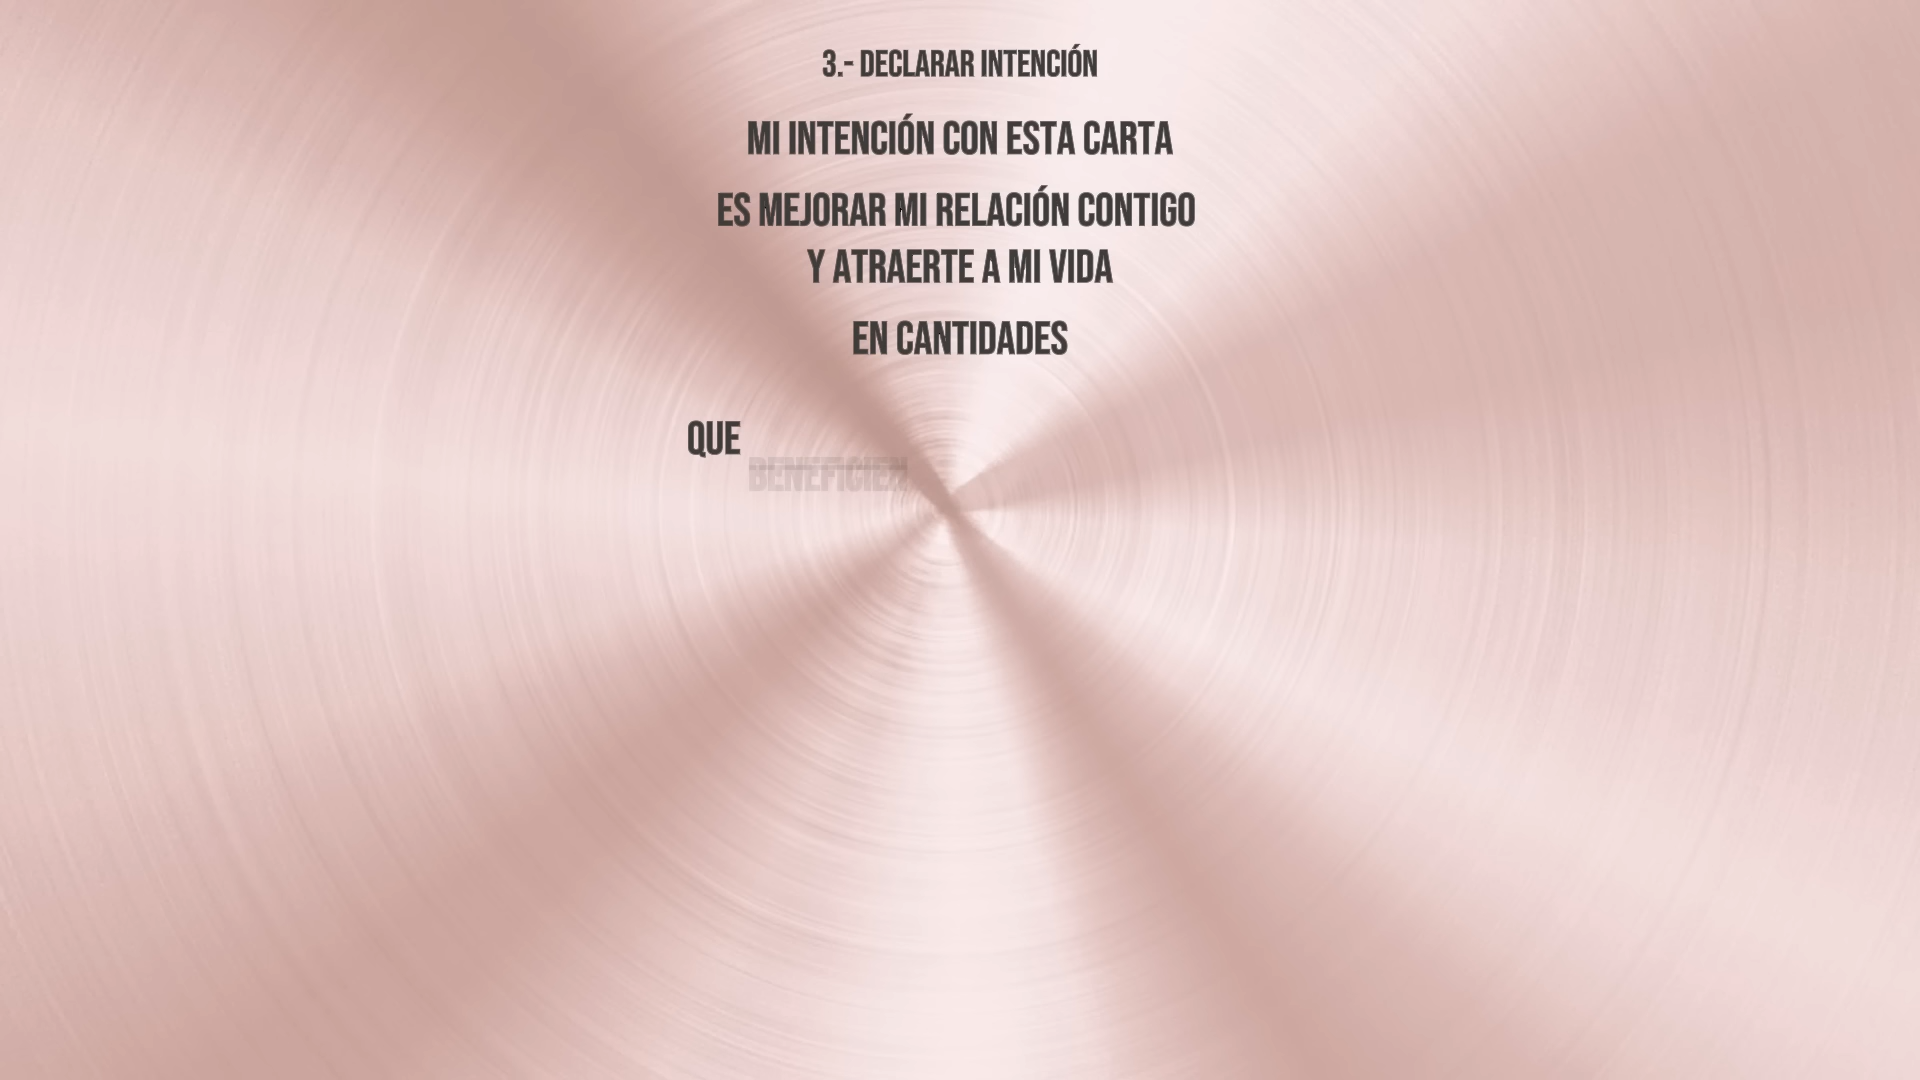 3.- DECLARAR INTENCIÓN
MI INTENCIÓN CON ESTA CARTA
ES MEJORAR MI RELACIÓN CONTIGO
Y ATRAERTE A MI VIDA
EN CANTIDADES
QUE
BENEFICIEN